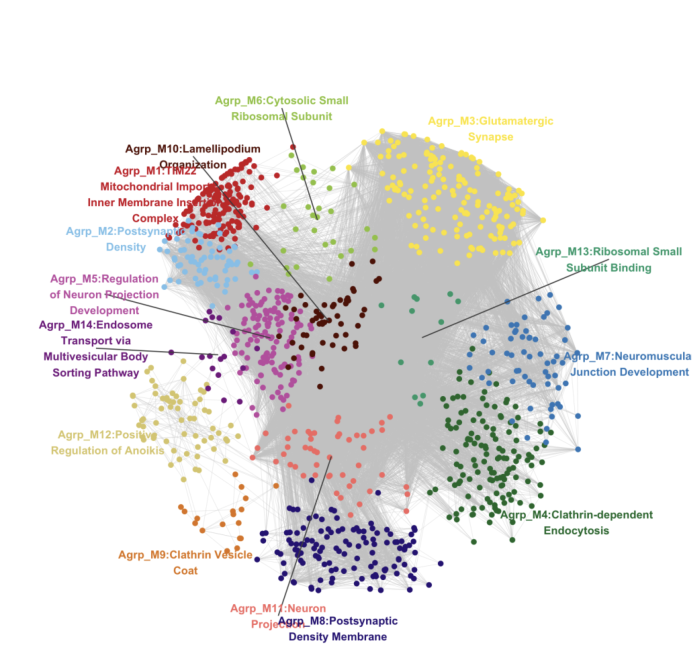 Agrp_M6:Cytosolic Small
Ribosomal Subunit
Agrp_M3:Glutamatergic
Synapse
Agrp_M10:Lamellipodium
Organization
Agrp_M1:TIM22
Mitochondrial Import
Inner Membrane Insertion
Complex
Agrp_M2:Postsynaptic
Density
Agrp_M13:Ribosomal Small
Subunit Binding
Agrp_M5:Regulation
of Neuron Projection
Development
Agrp_M14:Endosome
Transport via
Multivesicular Body
Sorting Pathway
Agrp_M7:Neuromuscula
Junction Development
Agrp_M12:Positive
Regulation of Anoikis
Agrp_M4:Clathrin-dependent
Endocytosis
Agrp_M9:Clathrin Vesicle
Coat
Agrp_M11:Neuron
Projection
Agrp_M8:Postsynaptic
Density Membrane